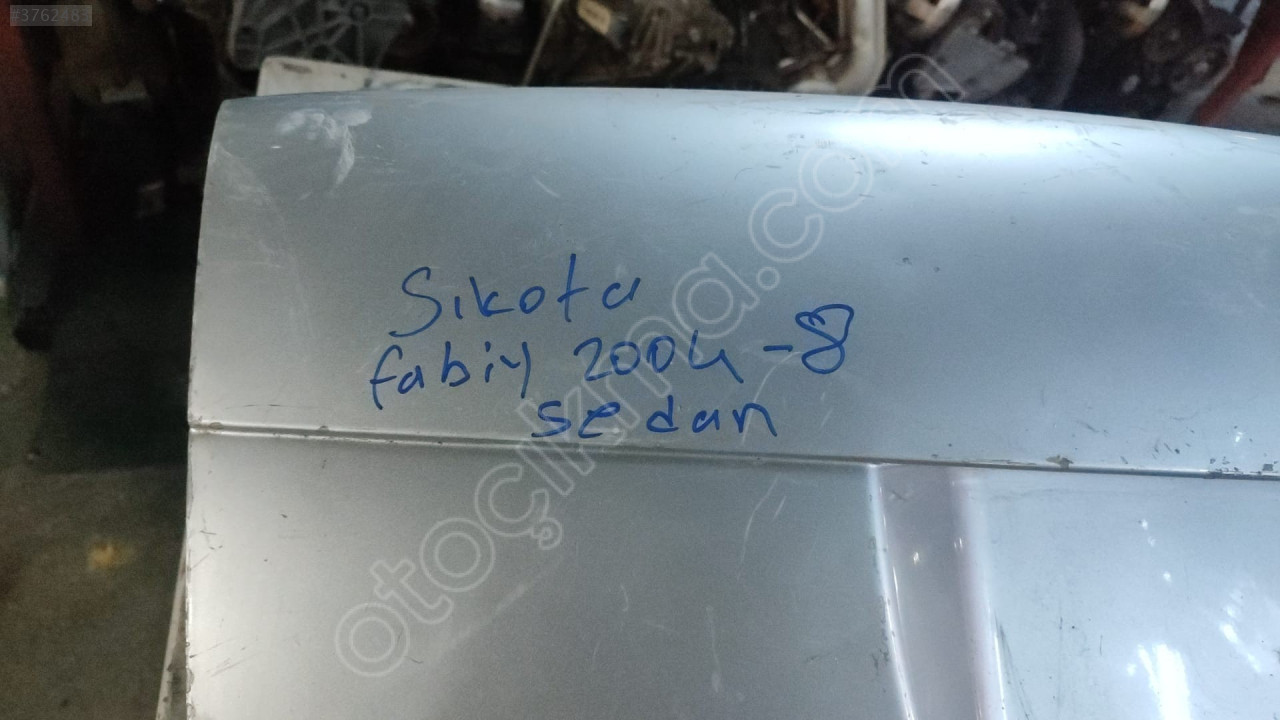 #3762483
Sıkota
fabiy 2004-8
sedan
otoçıkma.com